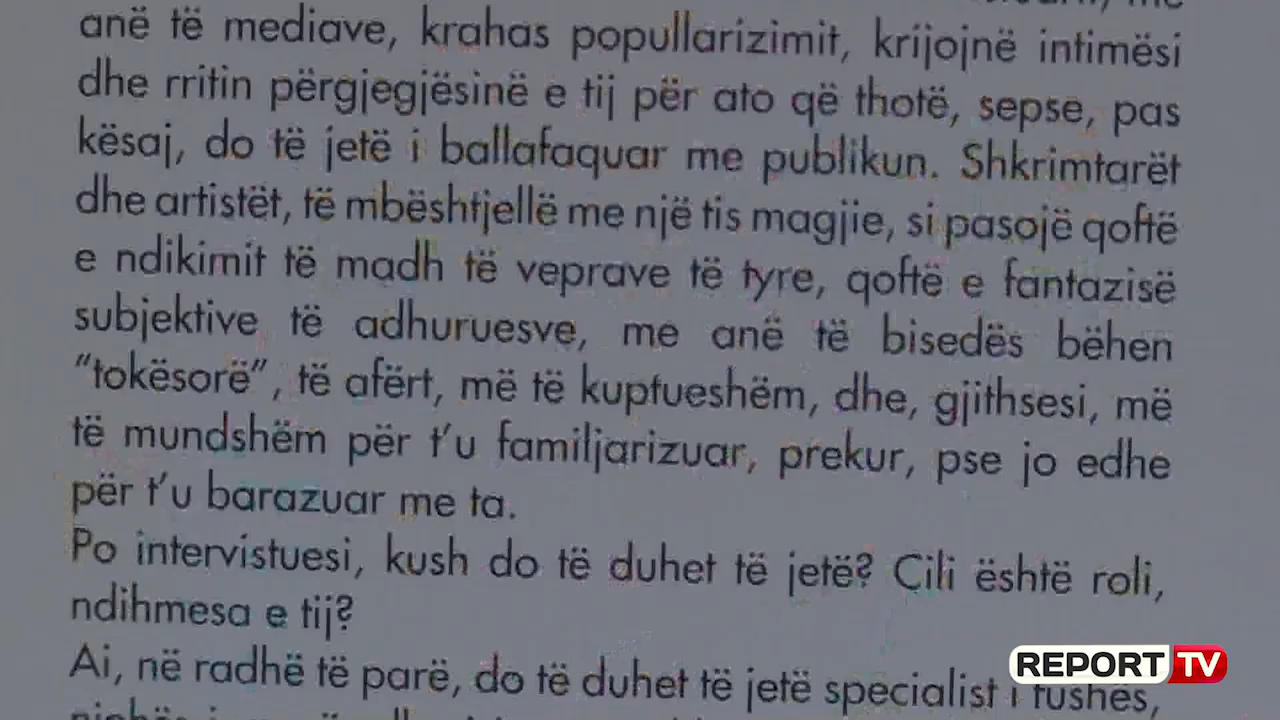 anë të mediave, krahas popullarizimit, krijojnë intimësi
dhe rritin përgjegjësinë e tij për ato që thotë, sepse, pas
kësaj, do të jetë i ballafaquar me publikun. Shkrimtarët
dhe artistët, të mbështjellë me një tis magjie, si pasojë qoftë
e ndikimit të madh të veprave të tyre, qoftë e fantazisë
subjektive të adhuruesve, me anë të bisedës bëhen
“tokësorë”, të afërt, më të kuptueshëm, dhe, gjithsesi, më
të mundshëm për t’u familjarizuar, prekur, pse jo edhe
për t’u barazuar me ta.
Po intervistuesi, kush do të duhet të jetë? Cili është roli,
ndihmesa e tij?
Ai, në radhë të parë, do të duhet të jetë specialist i fushës,
REPORT TV